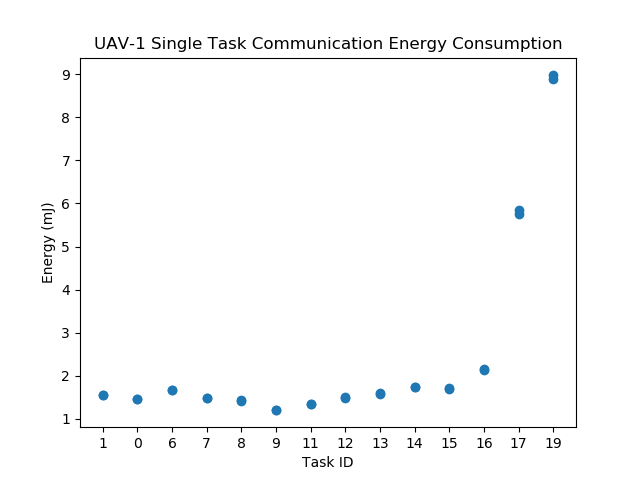 UAV-1 Single Task Communication Energy Consumption
9
8
7
6
5
4
3
2
1
Energy (mJ)
1 0 6 7 8 9 11 12 13 14 15 16 17 19
Task ID